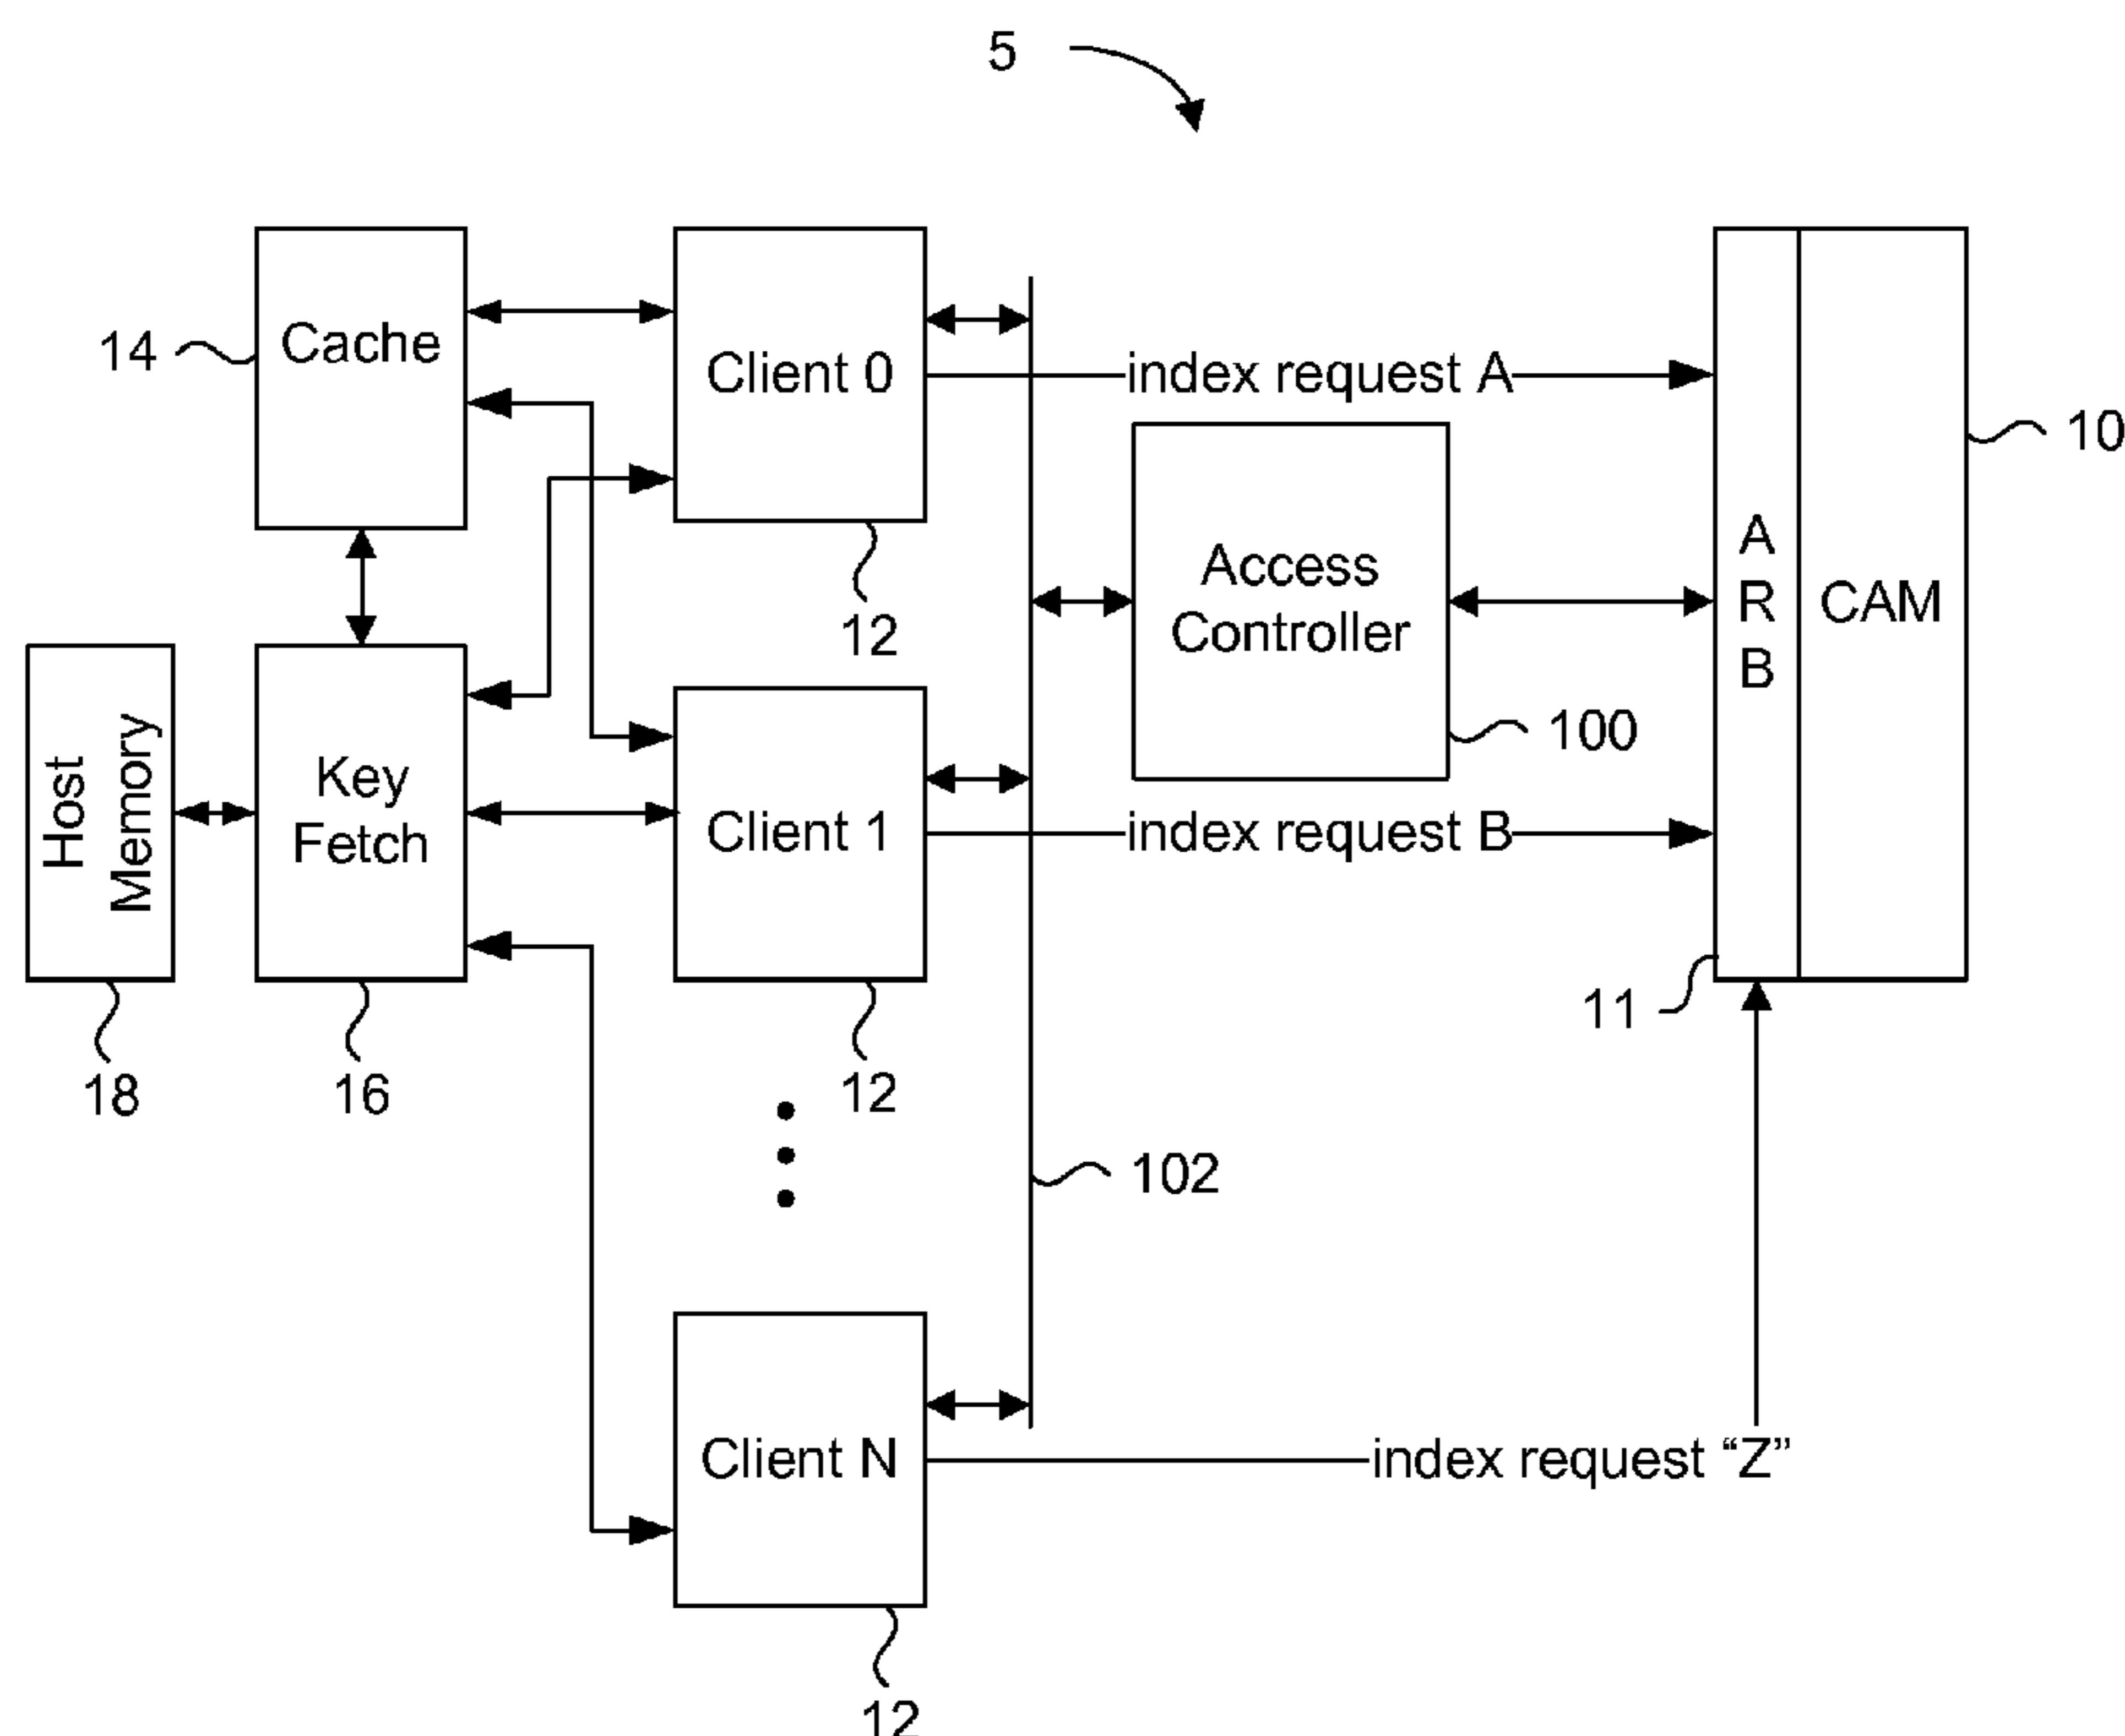 5
Cache
14
Client 0
index request A
10
Access
Controller
A
R
B
CAM
12
100
Host
Memory
Key
Fetch
Client 1
index request B
11
18
16
12
102
Client N
index request “Z”
12